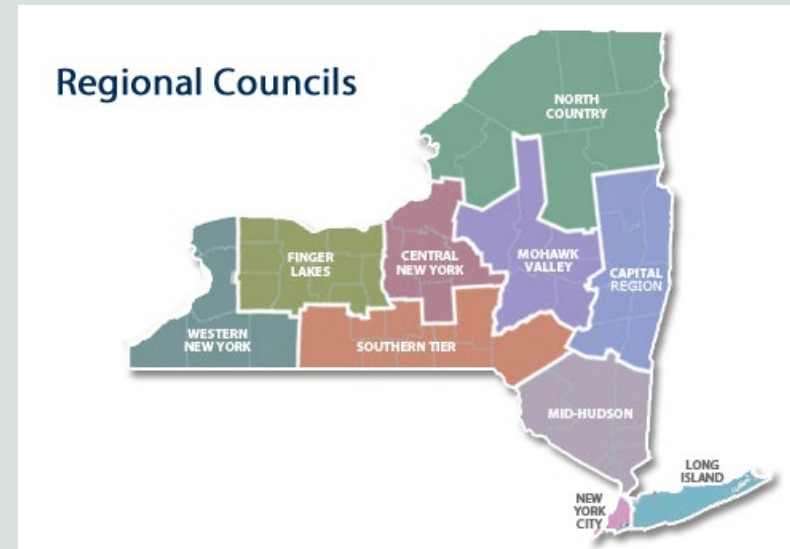 Regional Councils
NORTH
COUNTRY
FINGER
LAKES
CENTRAL
NEW YORK
MOHAWK
VALLEY
CAPITAL
REGION
WESTERN
NEW YORK
SOUTHERN TIER
MID-HUDSON
LONG
ISLAND
NEW
YORK
CITY